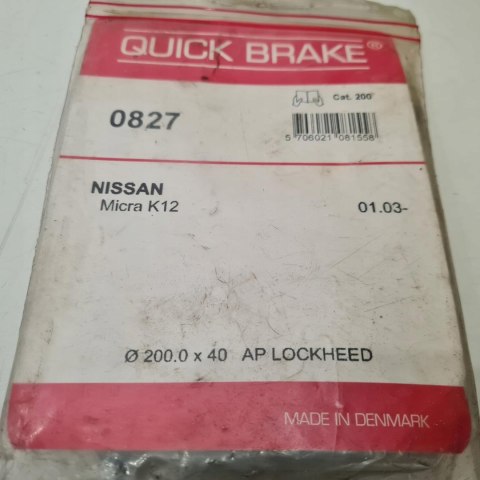 QUICK BRAKE®
Cat. 200
0827
5 706021 081558
NISSAN
Micra K12 01.03-
Ø 200.0 x 40 AP LOCKHEED
MADE IN DENMARK